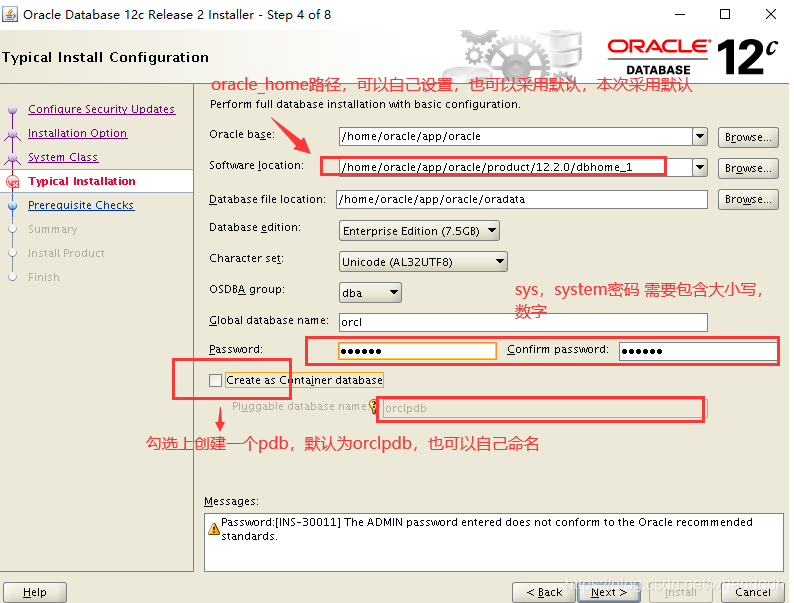 Oracle Database 12c Release 2 Installer - Step 4 of 8
Typical Install Configuration
ORACLE®
DATABASE
12c
Configure Security Updates
Installation Option
System Class
Typical Installation
Prerequisite Checks
Summary
Install Product
Finish
oracle_home路径，可以自己设置，也可以采用默认，本次采用默认
Perform full database installation with basic configuration.
Oracle base: /home/oracle/app/oracle Browse...
Software location: /home/oracle/app/oracle/product/12.2.0/dbhome_1 Browse...
Database file location: /home/oracle/app/oracle/oradata Browse...
Database edition: Enterprise Edition (7.5GB)
Character set: Unicode (AL32UTF8)
OSDBA group: dba
sys，system密码 需要包含大小写，
数字
Global database name: orcl
Password: •••••• Confirm password: ••••••
Create as Container database
Pluggable database name: orclpdb
勾选上创建一个pdb，默认为orclpdb，也可以自己命名
Messages:
Password:[INS-30011] The ADMIN password entered does not conform to the Oracle recommended
standards.
Help < Back Next > Install Cancel